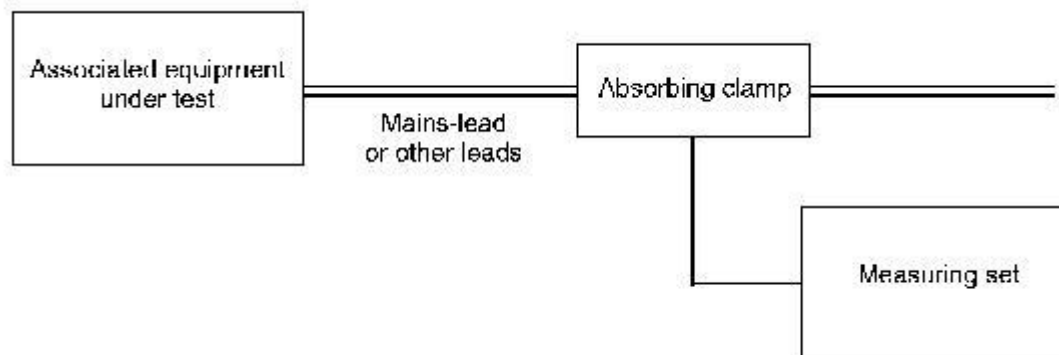 Associated equipment
under test
Absorbing clamp
Mains-lead
or other leads
Measuring set